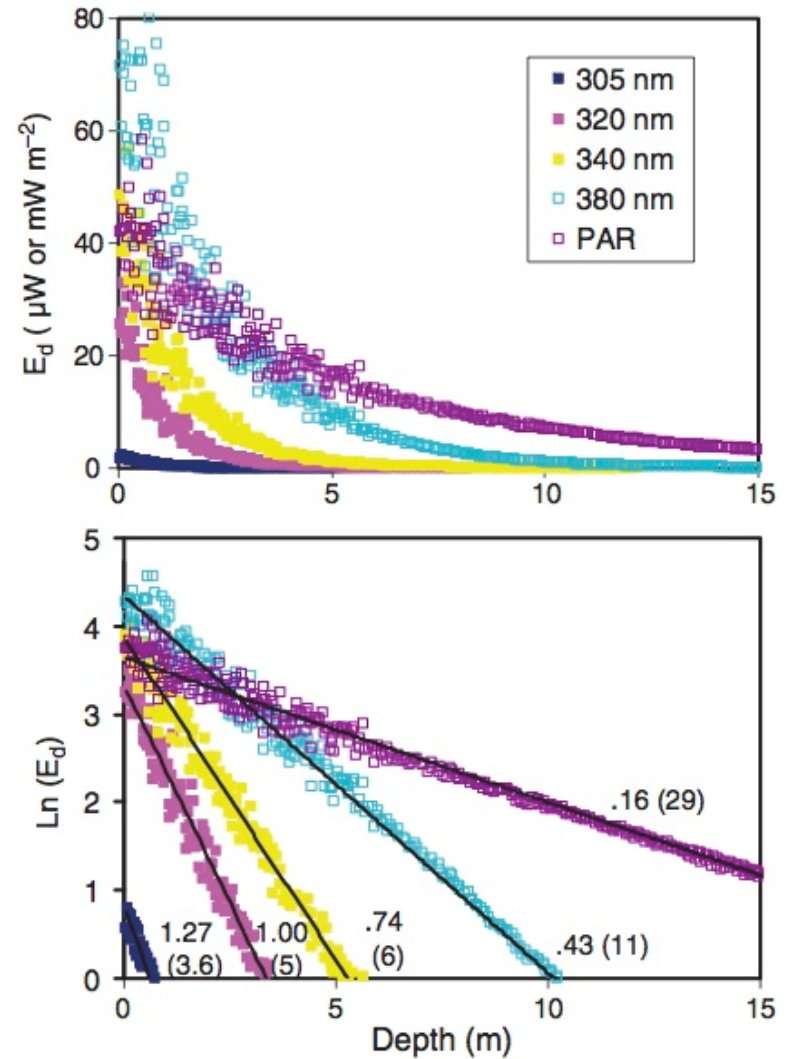 80
60
40
20
0
E_d ( µW or mW m⁻²)
305 nm
320 nm
340 nm
380 nm
PAR
0 5 10 15
5
4
3
2
1
0
Ln (E_d)
.16 (29)
1.27 1.00 .74
(3.6) (5) (6)
.43 (11)
0 5 10 15
Depth (m)